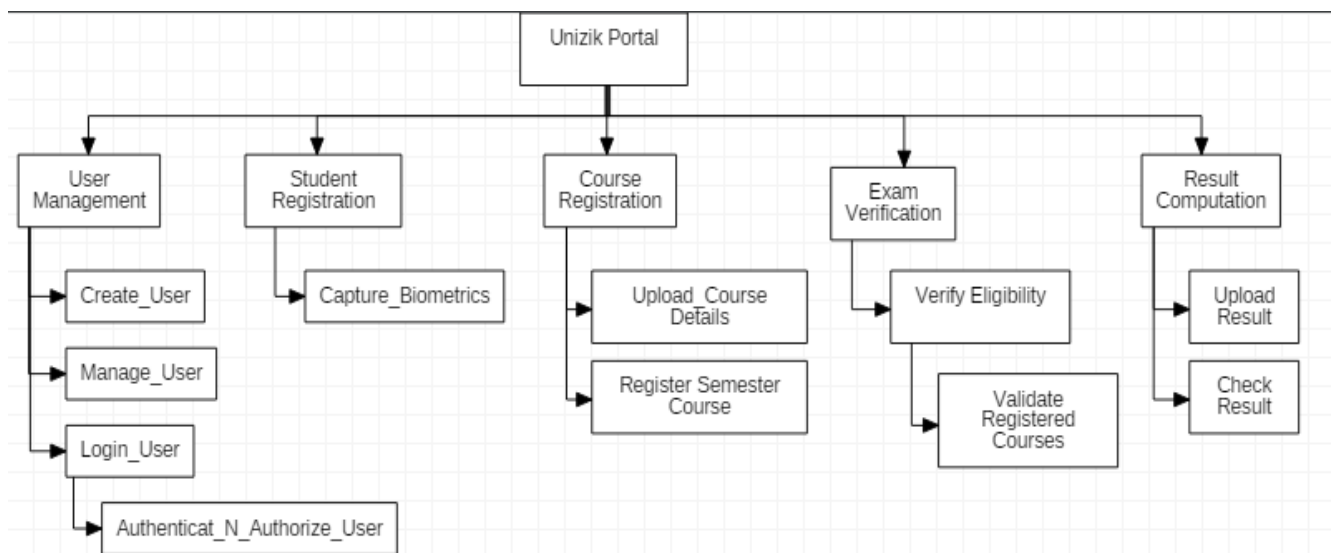 Unizik Portal
User
Management
Student
Registration
Course
Registration
Exam
Verification
Result
Computation
Create_User
Manage_User
Login_User
Authenticat_N_Authorize_User
Capture_Biometrics
Upload_Course
Details
Register Semester
Course
Verify Eligibility
Validate
Registered
Courses
Upload
Result
Check
Result